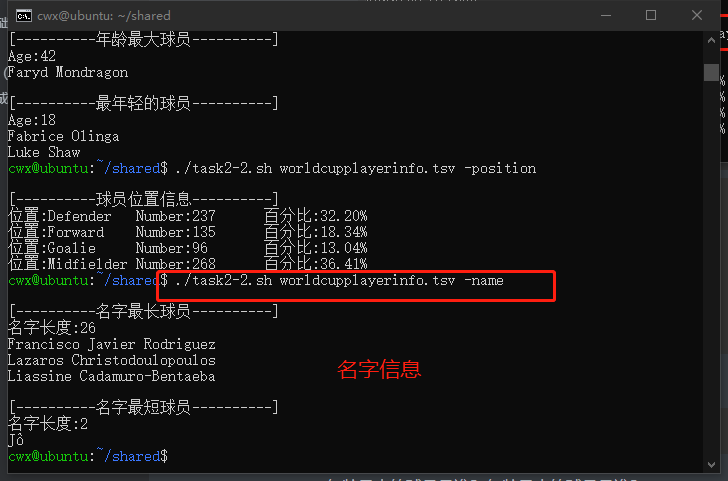 cwx@ubuntu: ~/shared
[----------年龄最大球员----------]
Age:42
Faryd Mondragon
[----------最年轻的球员----------]
Age:18
Fabrice Olinga
Luke Shaw
cwx@ubuntu:~/shared$ ./task2-2.sh worldcupplayerinfo.tsv -position
[----------球员位置信息----------]
位置:Defender Number:237 百分比:32.20%
位置:Forward Number:135 百分比:18.34%
位置:Goalie Number:96 百分比:13.04%
位置:Midfielder Number:268 百分比:36.41%
cwx@ubuntu:~/shared$ ./task2-2.sh worldcupplayerinfo.tsv -name
[----------名字最长球员----------]
名字长度:26
Francisco Javier Rodriguez
Lazaros Christodoulopoulos
Liassine Cadamuro-Bentaeba
名字信息
[----------名字最短球员----------]
名字长度:2
Jô
cwx@ubuntu:~/shared$